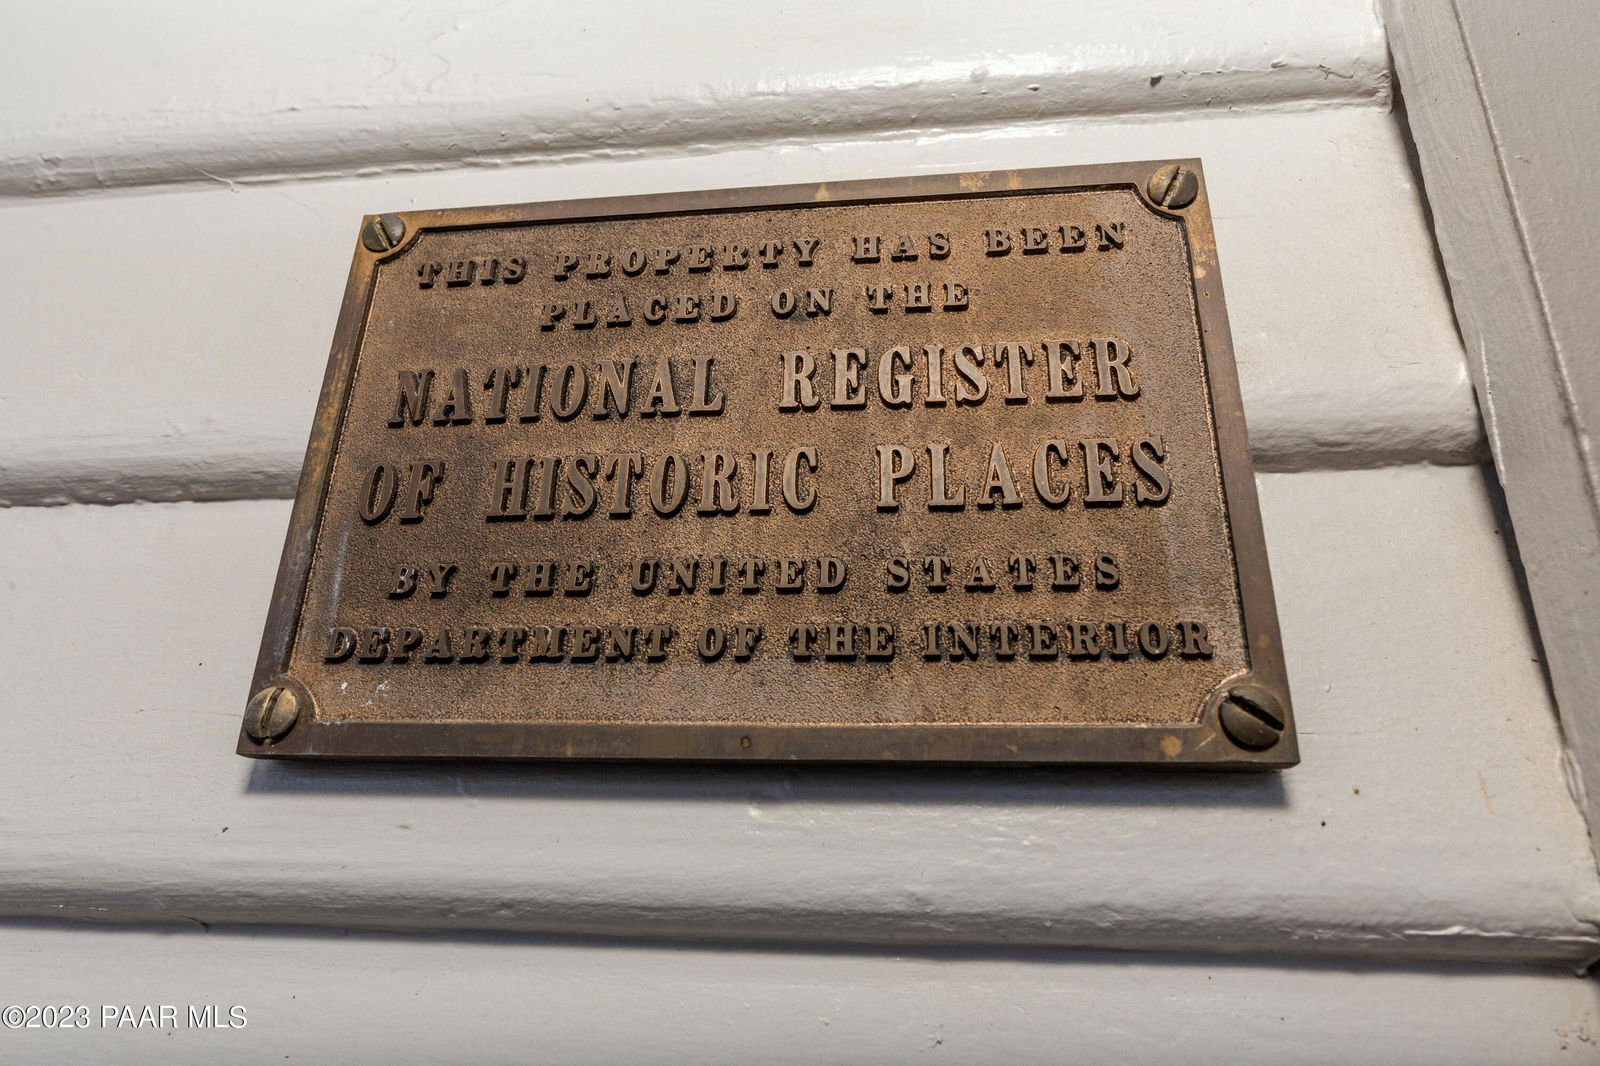 THIS PROPERTY HAS BEEN
PLACED ON THE
NATIONAL REGISTER
OF HISTORIC PLACES
BY THE UNITED STATES
DEPARTMENT OF THE INTERIOR
©2023 PAAR MLS